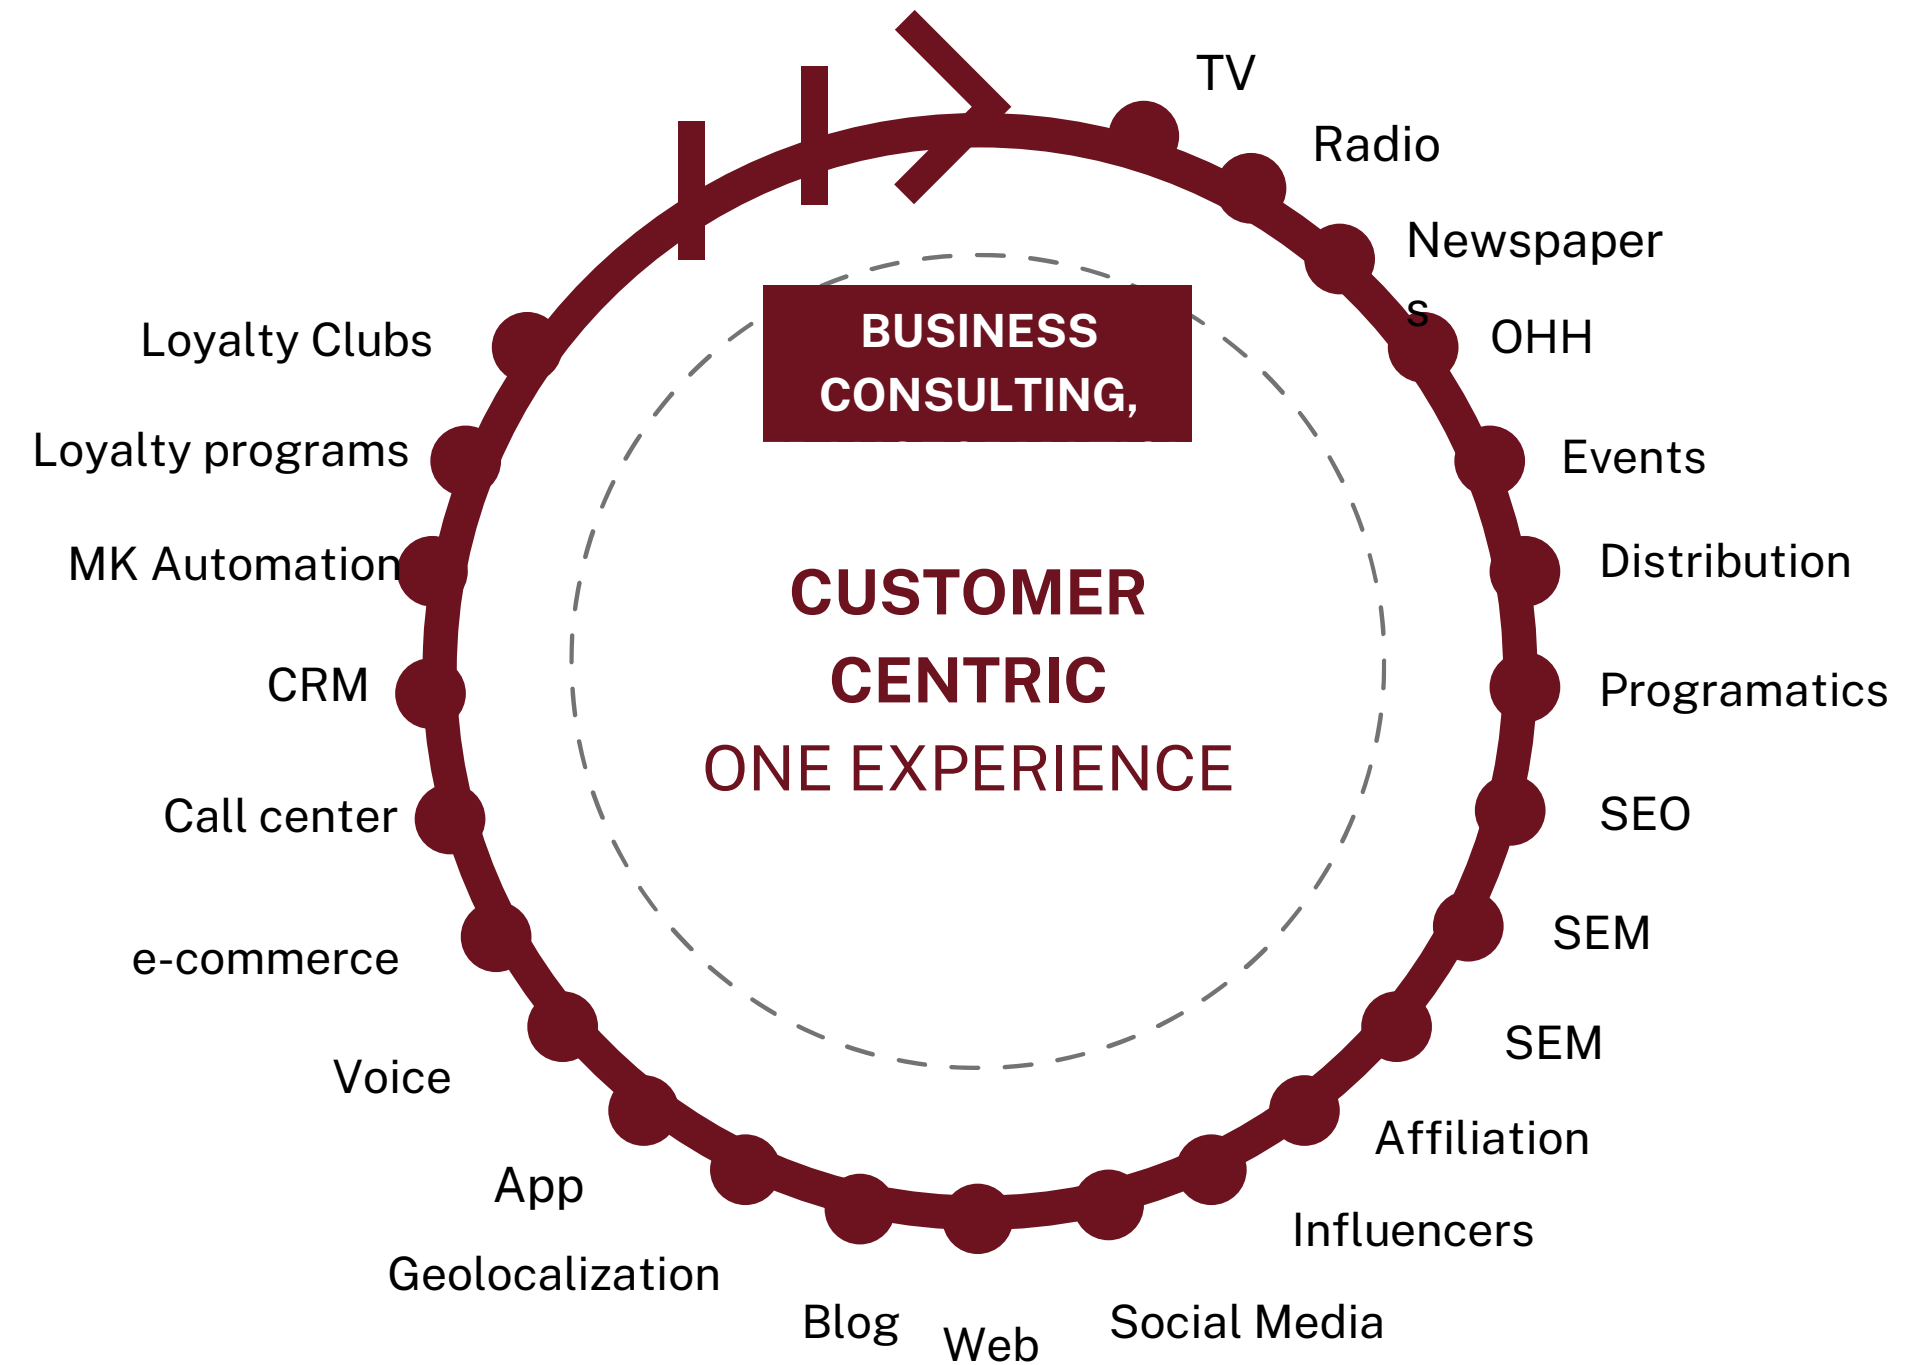 TV
Radio
Newspaper
s
OHH
Events
Distribution
Programatics
SEO
SEM
SEM
Affiliation
Influencers
Social Media
Web
Blog
Geolocalization
App
Voice
e-commerce
Call center
CRM
MK Automation
Loyalty programs
Loyalty Clubs
BUSINESS
CONSULTING,
CUSTOMER
CENTRIC
ONE EXPERIENCE